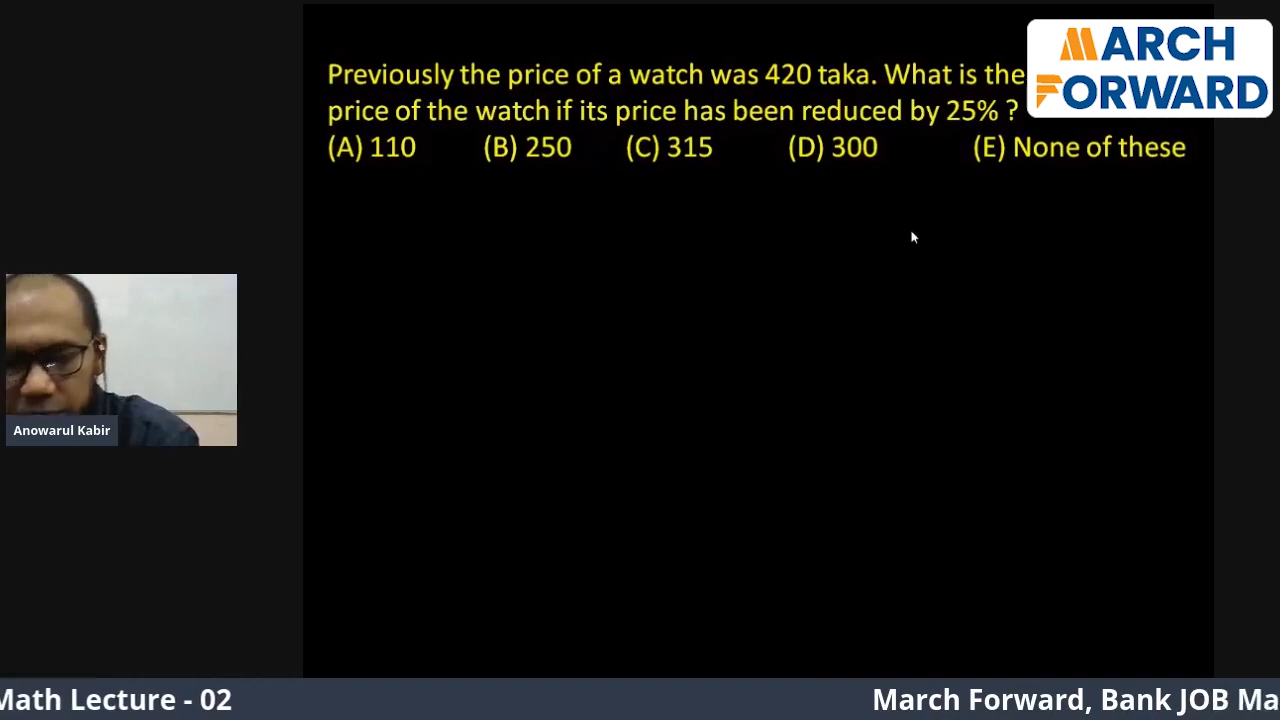 MARCH
FORWARD
Previously the price of a watch was 420 taka. What is the
price of the watch if its price has been reduced by 25% ?
(A) 110 (B) 250 (C) 315 (D) 300 (E) None of these
Anowarul Kabir
Math Lecture - 02
March Forward, Bank JOB Ma